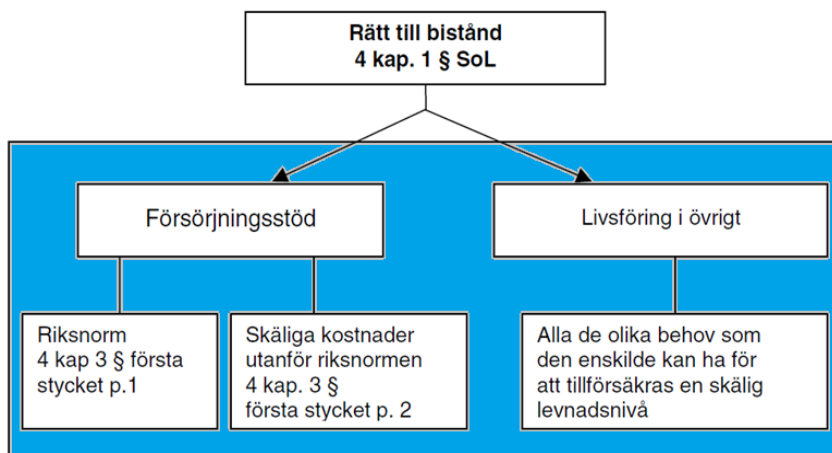 Rätt till bistånd
4 kap. 1 § SoL
Försörjningsstöd
Livsföring i övrigt
Riksnorm
4 kap 3 § första
stycket p.1
Skäliga kostnader
utanför riksnormen
4 kap. 3 §
första stycket p. 2
Alla de olika behov som
den enskilde kan ha för
att tillförsäkras en skälig
levnadsnivå